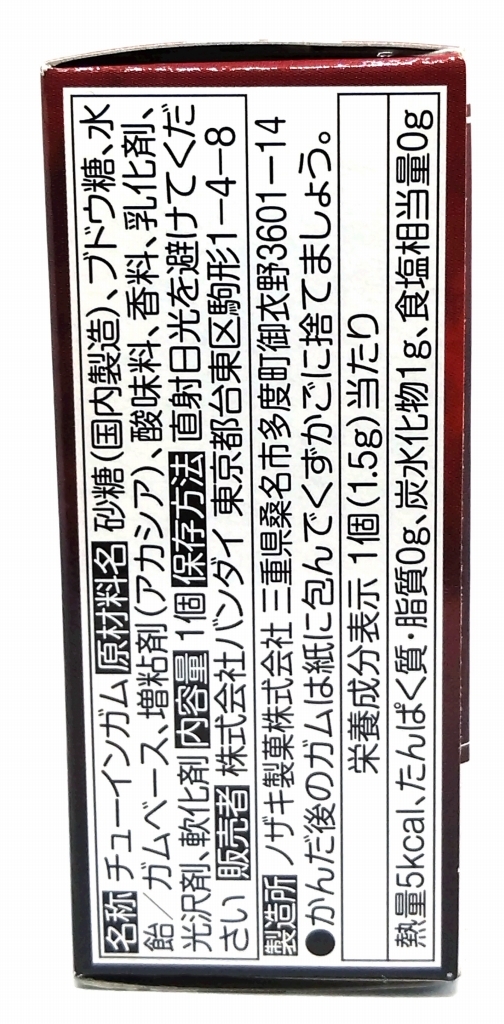 名称 チューインガム 原材料名 砂糖(国内製造)、ブドウ糖、水
飴/ガムベース、増粘剤(アカシア)、酸味料、香料、乳化剤、
光沢剤、軟化剤 内容量 1個 保存方法 直射日光を避けてくだ
さい 販売者 株式会社バンダイ 東京都台東区駒形1-4-8
製造所 ノザキ製菓株式会社 三重県桑名市多度町御衣野3601-14
●かんだ後のガムは紙に包んでくずかごに捨てましょう。
栄養成分表示 1個(1.5g)当たり
熱量5kcal、たんぱく質・脂質0g、炭水化物1g、食塩相当量0g